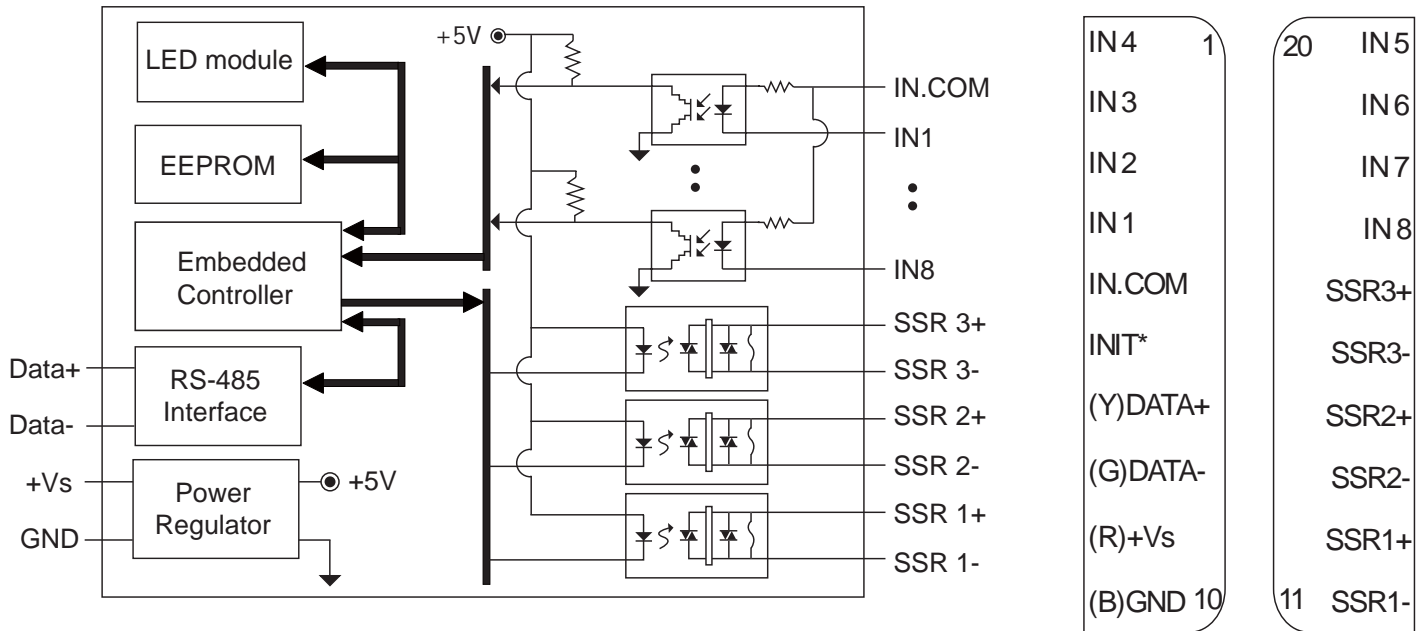 +5V
LED module
EEPROM
Embedded
Controller
RS-485
Interface
Power
Regulator
+5V
Data+
Data-
+Vs
GND
IN.COM
IN1
IN8
SSR 3+
SSR 3-
SSR 2+
SSR 2-
SSR 1+
SSR 1-
IN4 1
IN3
IN2
IN1
IN.COM
INIT*
(Y)DATA+
(G)DATA-
(R)+Vs
(B)GND 10
20 IN5
IN6
IN7
IN8
SSR3+
SSR3-
SSR2+
SSR2-
SSR1+
11 SSR1-